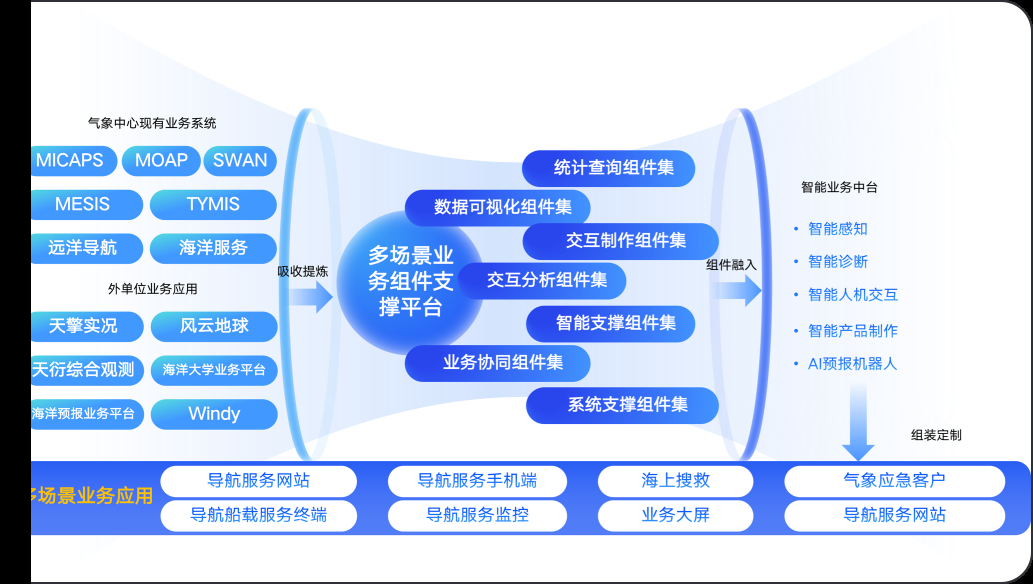 气象中心现有业务系统
MICAPS MOAP SWAN
MESIS TYMIS
远洋导航 海洋服务
外单位业务应用
天擎实况 风云地球
天衍综合观测 海洋大学业务平台
海洋预报业务平台 Windy
吸收提炼
多场景业
务组件支
撑平台
统计查询组件集
数据可视化组件集
交互制作组件集
交互分析组件集
智能支撑组件集
业务协同组件集
系统支撑组件集
组件融入
智能业务中台
• 智能感知
• 智能诊断
• 智能人机交互
• 智能产品制作
• AI预报机器人
组装定制
多场景业务应用
导航服务网站 导航服务手机端 海上搜救 气象应急客户
导航船载服务终端 导航服务监控 业务大屏 导航服务网站